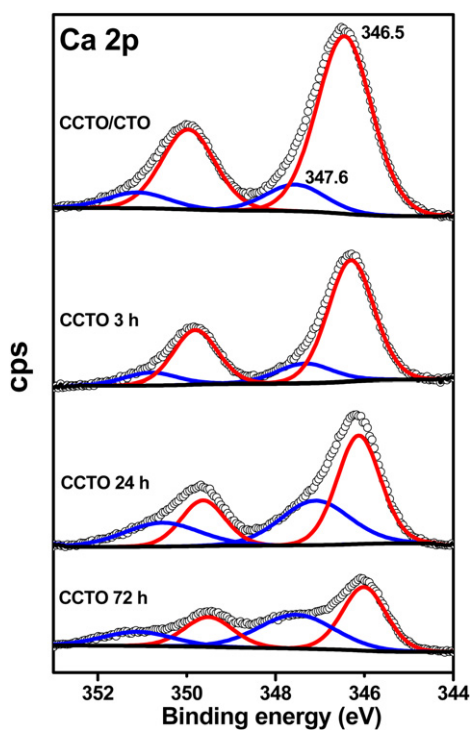 Ca 2p
346.5
CCTO/CTO
347.6
CCTO 3 h
cps
CCTO 24 h
CCTO 72 h
352 350 348 346 344
Binding energy (eV)